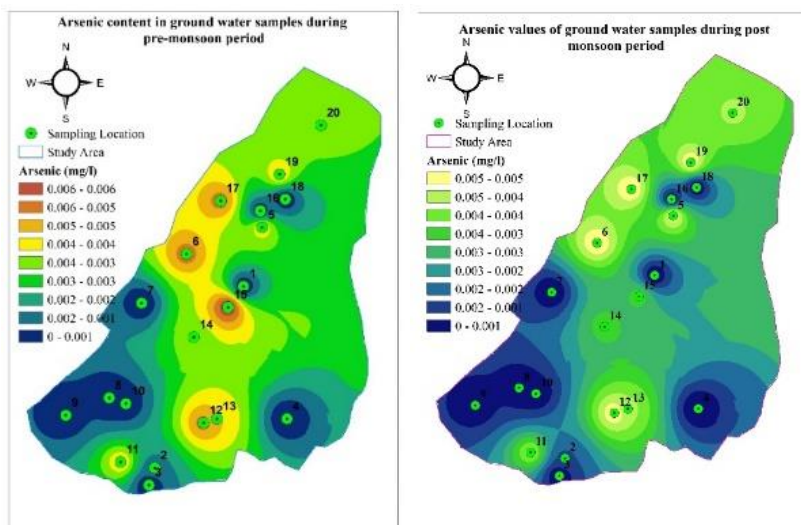 Arsenic content in ground water samples during
pre-monsoon period
N
W
E
S
Sampling Location
Study Area
Arsenic (mg/l)
0.006 - 0.006
0.006 - 0.005
0.005 - 0.005
0.004 - 0.004
0.004 - 0.003
0.003 - 0.003
0.002 - 0.002
0.002 - 0.001
0 - 0.001
20
19
18
17
16
5
6
1
7
15
14
8
10
9
12
13
4
11
2
3
Arsenic values of ground water samples during post
monsoon period
N
W
E
S
Sampling Location
Study Area
Arsenic (mg/l)
0.005 - 0.005
0.005 - 0.004
0.004 - 0.004
0.004 - 0.003
0.003 - 0.003
0.003 - 0.002
0.002 - 0.002
0.002 - 0.001
0 - 0.001
20
19
18
17
16
5
6
1
7
15
14
10
12
13
4
11
2